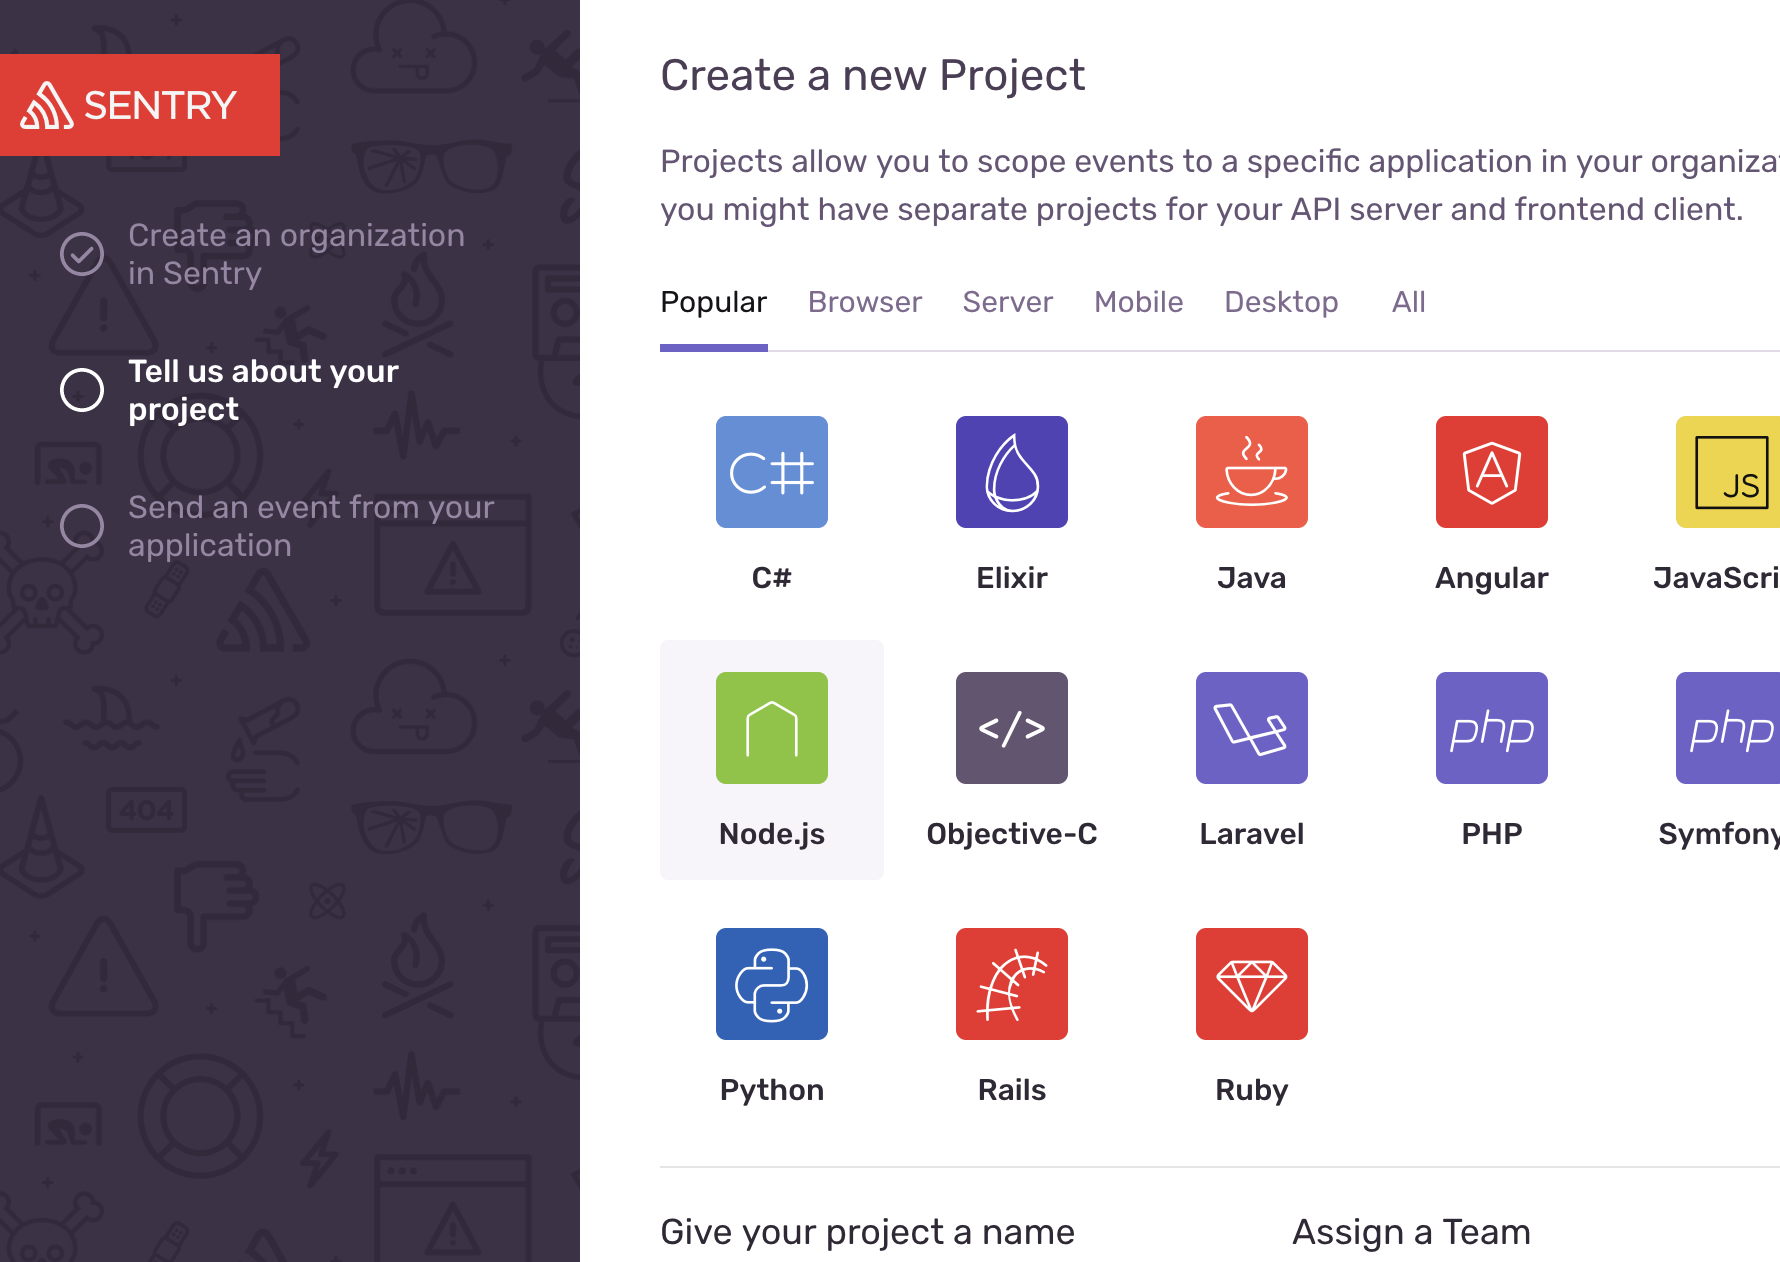 SENTRY
Create an organization
in Sentry
Tell us about your
project
Send an event from your
application
404
Create a new Project
Projects allow you to scope events to a specific application in your
you might have separate projects for your API server and frontend client.
Popular Browser Server Mobile Desktop All
C#
JS
C# Elixir Java Angular
</> php php
Node.js Objective-C Laravel PHP Symfony
Python Rails Ruby
Give your project a name Assign a Team